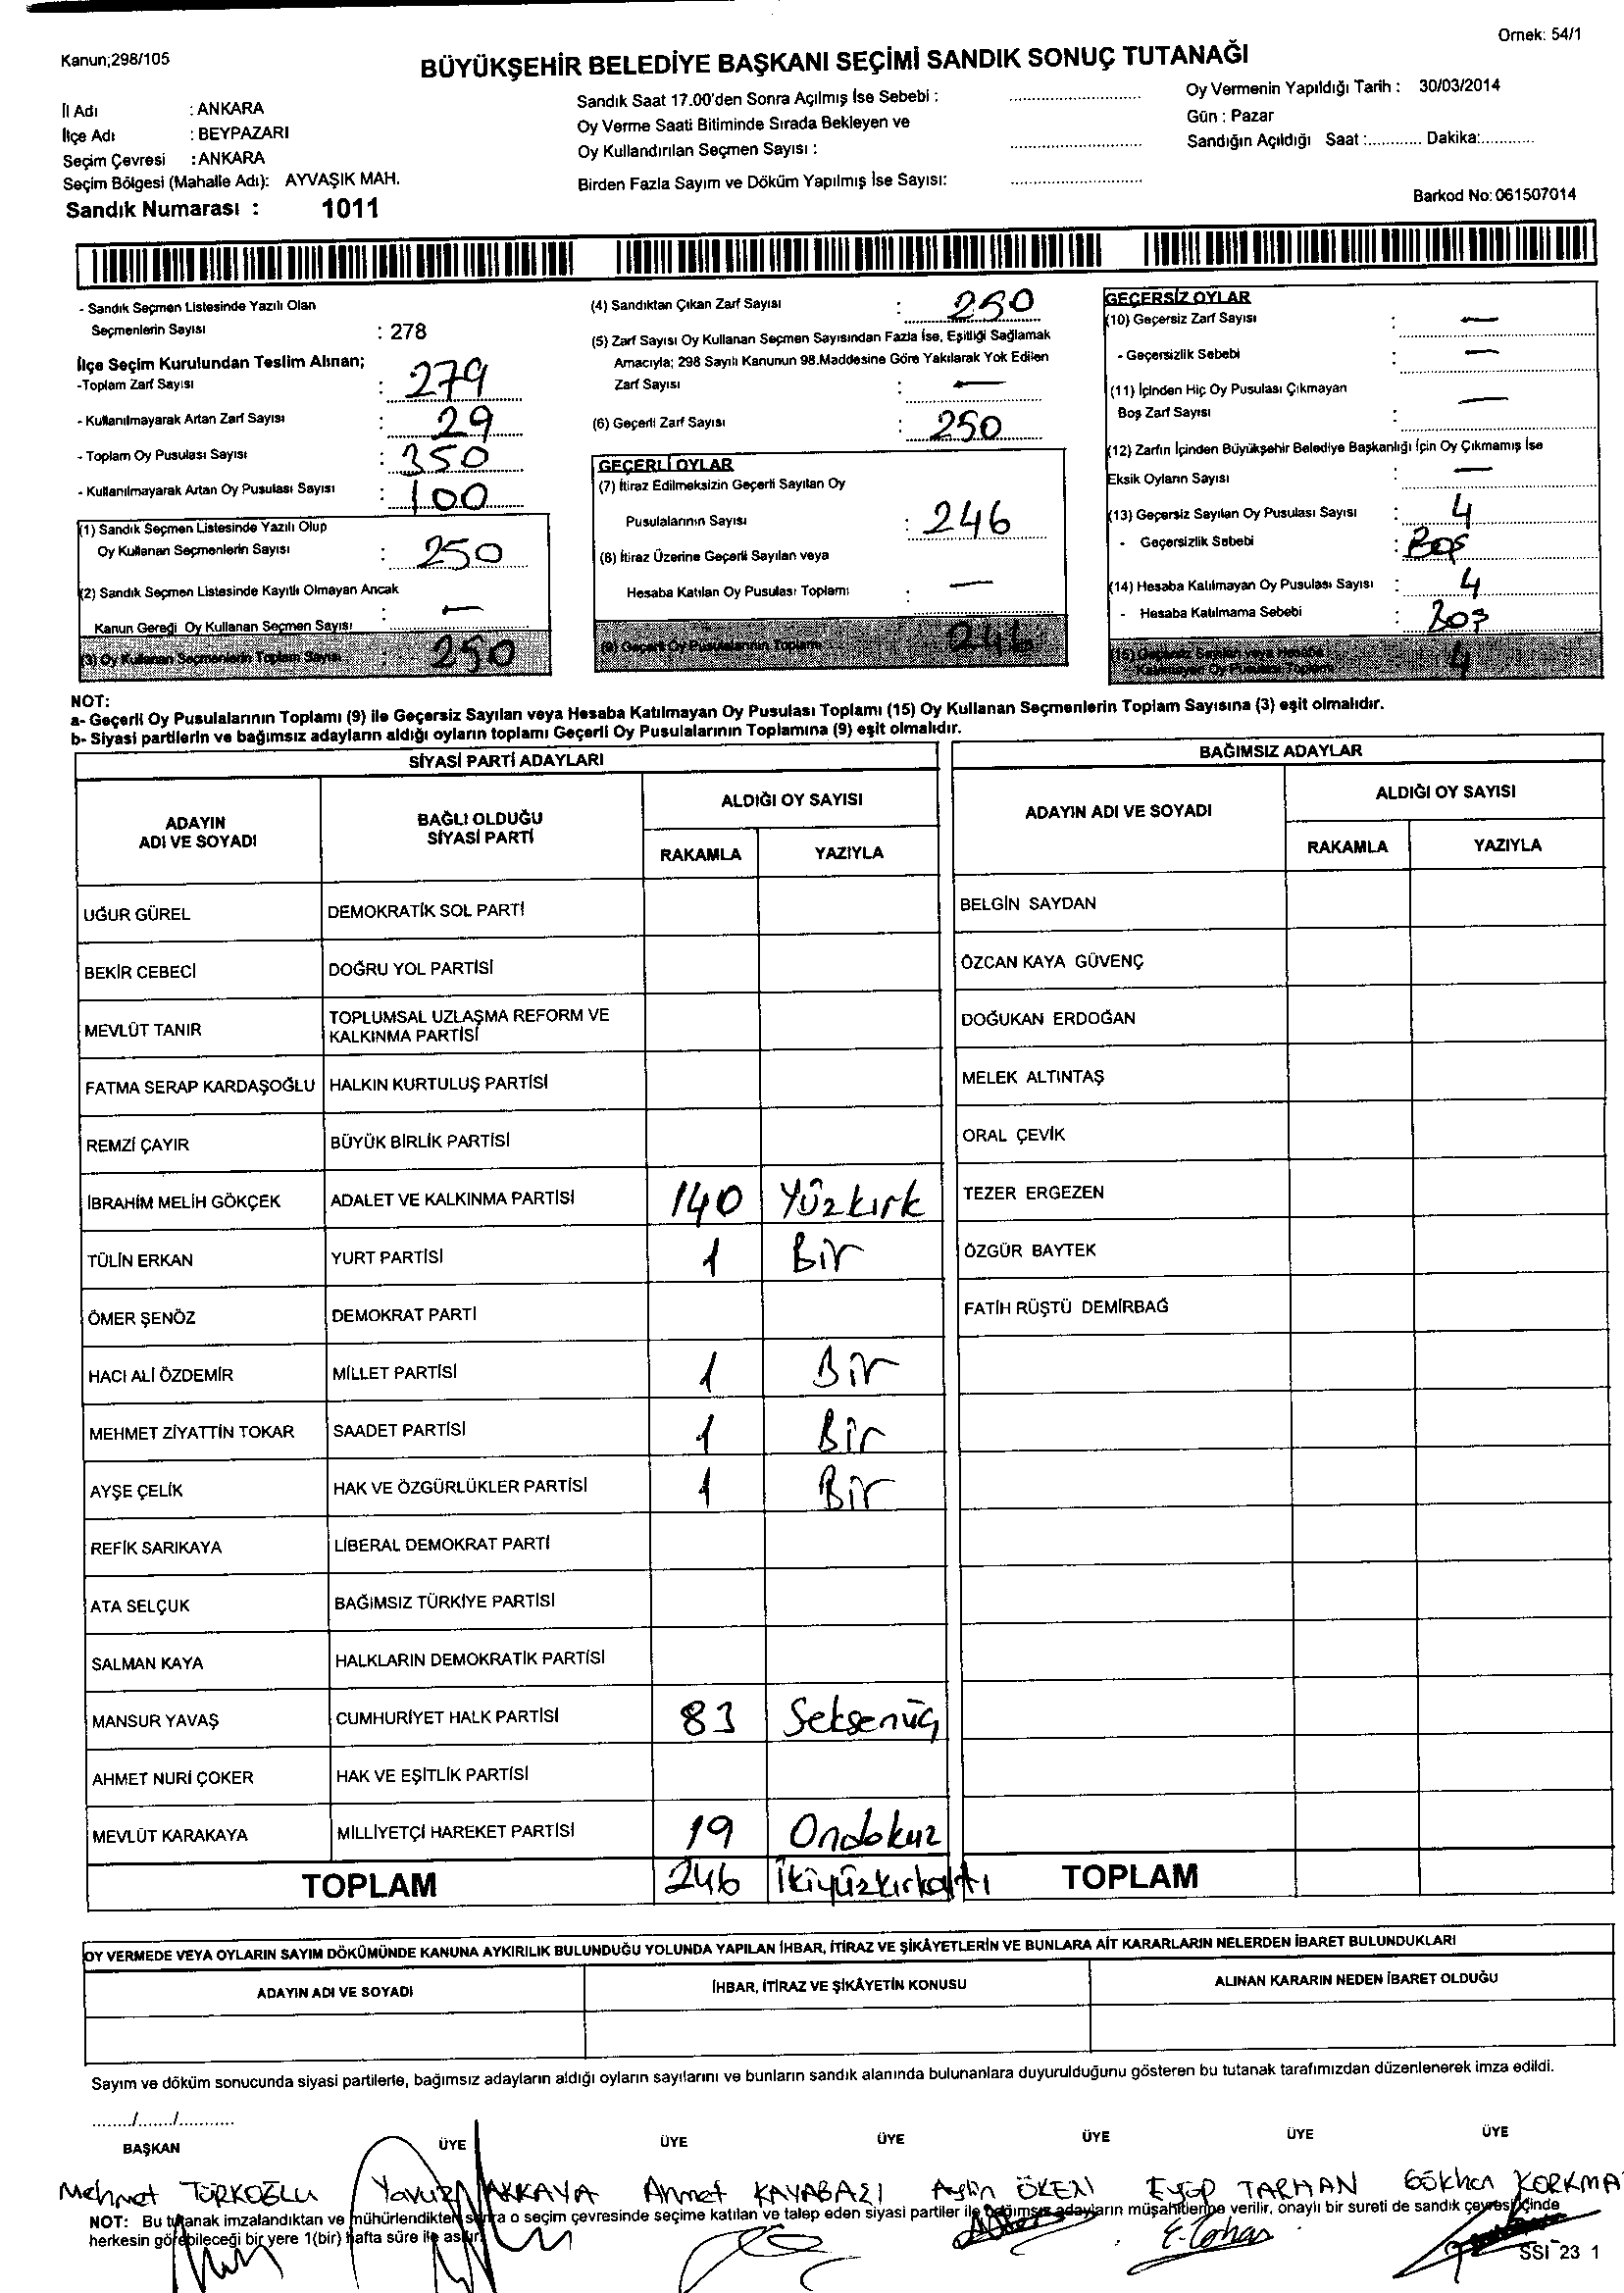 Ornek: 54/1
Kanun;298/105
BÜYÜKŞEHİR BELEDİYE BAŞKANI SEÇİMİ SANDIK SONUÇ TUTANAĞI
İl Adı : ANKARA
İlçe Adı : BEYPAZARI
Seçim Çevresi : ANKARA
Seçim Bölgesi (Mahalle Adı): AYVAŞIK MAH.
Sandık Numarası : 1011
Sandık Saat 17.00'den Sonra Açılmış İse Sebebi :
Oy Verme Saati Bitiminde Sırada Bekleyen ve
Oy Kullandırılan Seçmen Sayısı :
Birden Fazla Sayım ve Döküm Yapılmış İse Sayısı:
Oy Vermenin Yapıldığı Tarih : 30/03/2014
Gün : Pazar
Sandığın Açıldığı Saat :............ Dakika:............
Barkod No: 061507014
- Sandık Seçmen Listesinde Yazılı Olan
Seçmenlerin Sayısı : 278
İlçe Seçim Kurulundan Teslim Alınan;
-Toplam Zarf Sayısı : 279
- Kullanılmayarak Artan Zarf Sayısı : 29
- Toplam Oy Pusulası Sayısı : 350
- Kullanılmayarak Artan Oy Pusulası Sayısı : 100
(1) Sandık Seçmen Listesinde Yazılı Olup
Oy Kullanan Seçmenlerin Sayısı : 250
(2) Sandık Seçmen Listesinde Kayıtlı Olmayan Ancak
Kanun Gereği Oy Kullanan Seçmen Sayısı : —
(3) Oy Kullanan Seçmenlerin Toplam Sayısı : 250
(4) Sandıktan Çıkan Zarf Sayısı : 250
(5) Zarf Sayısı Oy Kullanan Seçmen Sayısından Fazla İse, Eşitliği Sağlamak
Amacıyla; 298 Sayılı Kanunun 98.Maddesine Göre Yakılarak Yok Edilen
Zarf Sayısı : —
(6) Geçerli Zarf Sayısı : 250
GEÇERLİ OYLAR
(7) İtiraz Edilmeksizin Geçerli Sayılan Oy
Pusulalarının Sayısı : 246
(8) İtiraz Üzerine Geçerli Sayılan veya
Hesaba Katılan Oy Pusulası Toplamı : —
(9) Geçerli Oy Pusulalarının Toplamı 246
GEÇERSİZ OYLAR
(10) Geçersiz Zarf Sayısı : —
- Geçersizlik Sebebi : —
(11) İçinden Hiç Oy Pusulası Çıkmayan
Boş Zarf Sayısı : —
(12) Zarfın İçinden Büyükşehir Belediye Başkanlığı İçin Oy Çıkmamış İse
Eksik Oyların Sayısı : —
(13) Geçersiz Sayılan Oy Pusulası Sayısı : 4
- Geçersizlik Sebebi : Boş
(14) Hesaba Katılmayan Oy Pusulası Sayısı : 4
- Hesaba Katılmama Sebebi : Boş
(15) Geçersiz Sayılan veya Hesaba
Katılmayan Oy Pusulası Toplamı 4
NOT:
a- Geçerli Oy Pusulalarının Toplamı (9) ile Geçersiz Sayılan veya Hesaba Katılmayan Oy Pusulası Toplamı (15) Oy Kullanan Seçmenlerin Toplam Sayısına (3) eşit olmalıdır.
b- Siyasi partilerin ve bağımsız adayların aldığı oyların toplamı Geçerli Oy Pusulalarının Toplamına (9) eşit olmalıdır.
SİYASİ PARTİ ADAYLARI
ADAYIN
ADI VE SOYADI
BAĞLI OLDUĞU
SİYASİ PARTİ
ALDIĞI OY SAYISI
RAKAMLA YAZIYLA
UĞUR GÜREL DEMOKRATİK SOL PARTİ
BEKİR CEBECİ DOĞRU YOL PARTİSİ
MEVLÜT TANIR TOPLUMSAL UZLAŞMA REFORM VE
KALKINMA PARTİSİ
FATMA SERAP KARDAŞOĞLU HALKIN KURTULUŞ PARTİSİ
REMZİ ÇAYIR BÜYÜK BİRLİK PARTİSİ
İBRAHİM MELİH GÖKÇEK ADALET VE KALKINMA PARTİSİ 140 Yüzkırk
TÜLİN ERKAN YURT PARTİSİ 1 Bir
ÖMER ŞENÖZ DEMOKRAT PARTİ
HACI ALİ ÖZDEMİR MİLLET PARTİSİ 1 Bir
MEHMET ZİYATTİN TOKAR SAADET PARTİSİ 1 Bir
AYŞE ÇELİK HAK VE ÖZGÜRLÜKLER PARTİSİ 1 Bir
REFİK SARIKAYA LİBERAL DEMOKRAT PARTİ
ATA SELÇUK BAĞIMSIZ TÜRKİYE PARTİSİ
SALMAN KAYA HALKLARIN DEMOKRATİK PARTİSİ
MANSUR YAVAŞ CUMHURİYET HALK PARTİSİ 83 Seksenüç
AHMET NURİ ÇOKER HAK VE EŞİTLİK PARTİSİ
MEVLÜT KARAKAYA MİLLİYETÇİ HAREKET PARTİSİ 19 Ondokuz
TOPLAM 246 İkiyüzkırkaltı
BAĞIMSIZ ADAYLAR
ADAYIN ADI VE SOYADI
ALDIĞI OY SAYISI
RAKAMLA YAZIYLA
BELGİN SAYDAN
ÖZCAN KAYA GÜVENÇ
DOĞUKAN ERDOĞAN
MELEK ALTINTAŞ
ORAL ÇEVİK
TEZER ERGEZEN
ÖZGÜR BAYTEK
FATİH RÜŞTÜ DEMİRBAĞ
TOPLAM
OY VERMEDE VEYA OYLARIN SAYIM DÖKÜMÜNDE KANUNA AYKIRILIK BULUNDUĞU YOLUNDA YAPILAN İHBAR, İTİRAZ VE ŞİKÂYETLERİN VE BUNLARA AİT KARARLARIN NELERDEN İBARET BULUNDUKLARI
ADAYIN ADI VE SOYADI İHBAR, İTİRAZ VE ŞİKÂYETİN KONUSU ALINAN KARARIN NEDEN İBARET OLDUĞU
Sayım ve döküm sonucunda siyasi partilerle, bağımsız adayların aldığı oyların sayılarını ve bunların sandık alanında bulunanlara duyurulduğunu gösteren bu tutanak tarafımızdan düzenlenerek imza edildi.
......./......./...........
BAŞKAN ÜYE ÜYE ÜYE ÜYE ÜYE ÜYE
Mehmet TÜRKOĞLU Yavuz AKKAYA Ahmet KAYABAŞI Aylin ÖKEN Eyüp TARHAN Gökhan KORKMA
NOT: Bu tutanak imzalandıktan ve mühürlendikten sonra o seçim çevresinde seçime katılan ve talep eden siyasi partiler ile bağımsız adayların müşahitlerine verilir, onaylı bir sureti de sandık çevresi içinde
herkesin görebileceği bir yere 1(bir) hafta süre ile asılır.
SSI 23 1